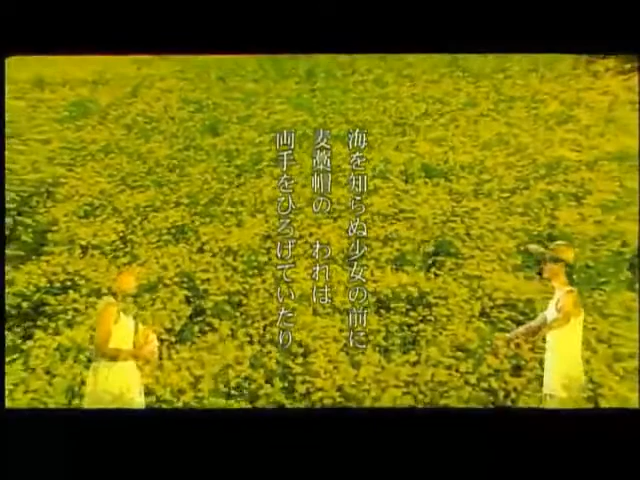 海を知らぬ少女の前に
麦藁帽の　われは
両手をひろげていたり